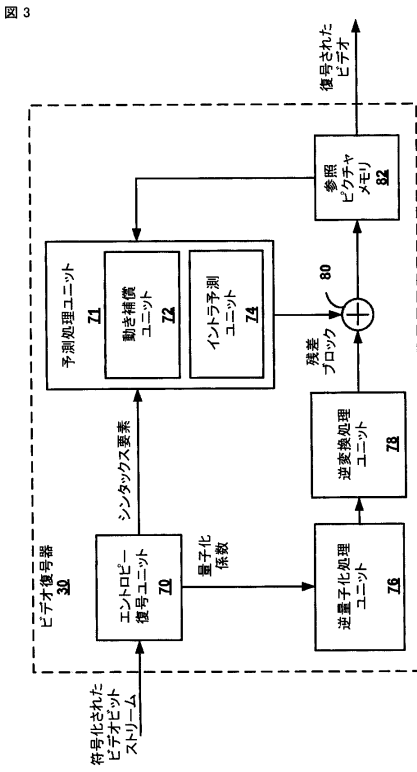 図 3
符号化された
ビデオビット
ストリーム
ビデオ復号器
30
エントロピー
復号ユニット
70
シンタックス要素
量子化
係数
予測処理ユニット
71
動き補償
ユニット
72
イントラ予測
ユニット
74
逆量子化処理
ユニット
76
逆変換処理
ユニット
78
残差
ブロック
80
参照
ピクチャ
メモリ
82
復号された
ビデオ